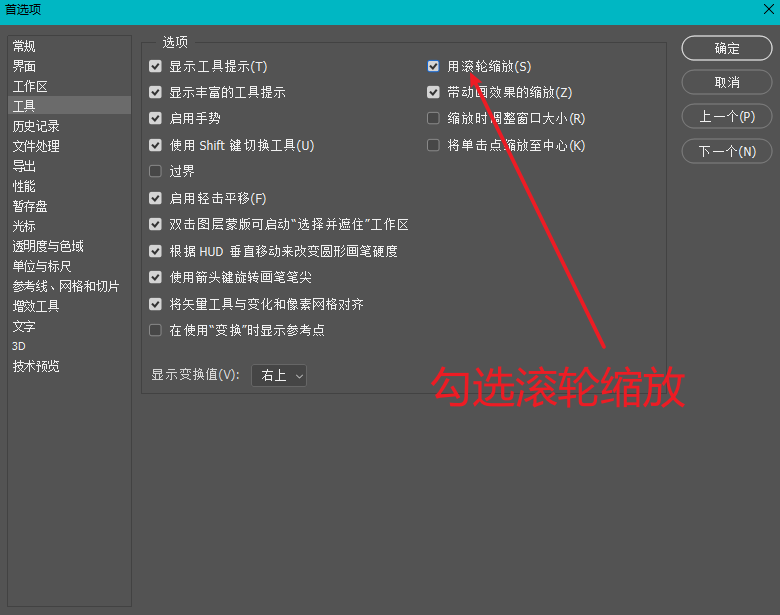 首选项
常规
界面
工作区
工具
历史记录
文件处理
导出
性能
暂存盘
光标
透明度与色域
单位与标尺
参考线、网格和切片
增效工具
文字
3D
技术预览
选项
显示工具提示(T)
显示丰富的工具提示
启用手势
使用 Shift 键切换工具(U)
过界
启用轻击平移(F)
双击图层蒙版可启动“选择并遮住”工作区
根据 HUD 垂直移动来改变圆形画笔硬度
使用箭头键旋转画笔笔尖
将矢量工具与变化和像素网格对齐
在使用“变换”时显示参考点
显示变换值(V): 右上
用滚轮缩放(S)
带动画效果的缩放(Z)
缩放时调整窗口大小(R)
将单击点缩放至中心(K)
勾选滚轮缩放
确定
取消
上一个(P)
下一个(N)